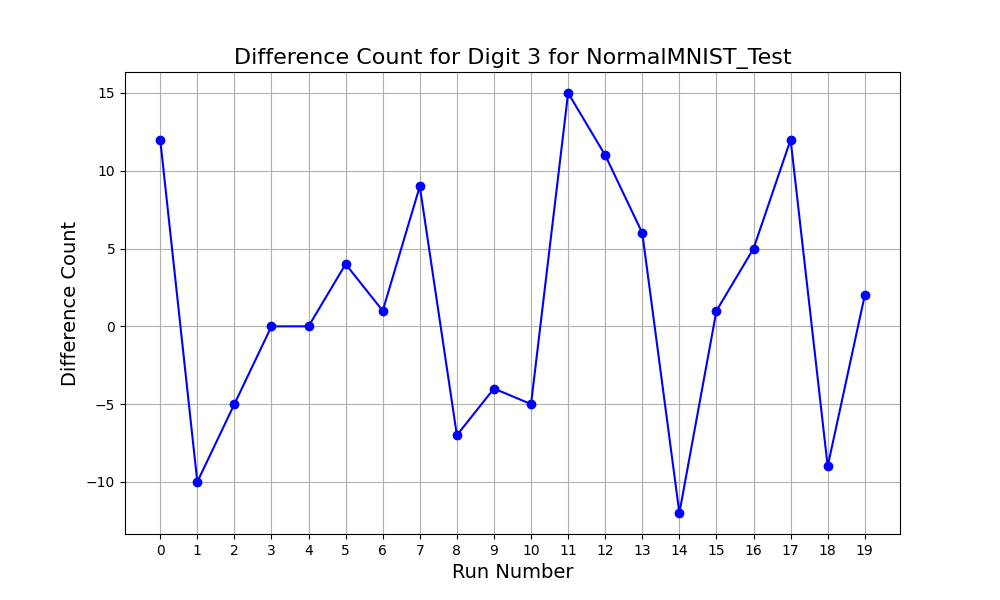 Difference Count for Digit 3 for NormalMNIST_Test
15
10
5
0
−5
−10
Difference Count
0 1 2 3 4 5 6 7 8 9 10 11 12 13 14 15 16 17 18 19
Run Number